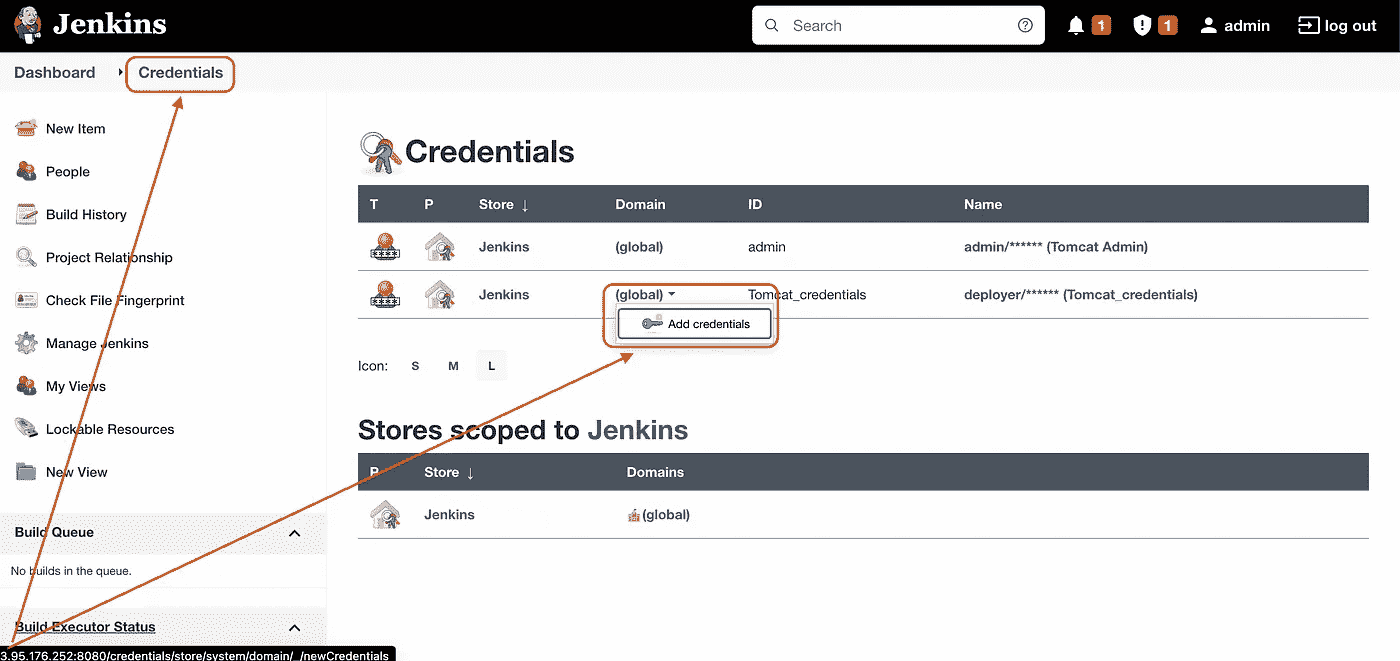 Jenkins
Search
1
1
admin
log out
Dashboard
Credentials
New Item
People
Build History
Project Relationship
Check File Fingerprint
Manage Jenkins
My Views
Lockable Resources
New View
Build Queue
No builds in the queue.
Build Executor Status
3.95.176.252:8080/credentials/store/system/domain/_/newCredentials
Credentials
T P Store ↓ Domain ID Name
Jenkins (global) admin admin/****** (Tomcat Admin)
Jenkins (global) Tomcat_credentials deployer/****** (Tomcat_credentials)
Add credentials
Icon: S M L
Stores scoped to Jenkins
P Store ↓ Domains
Jenkins (global)